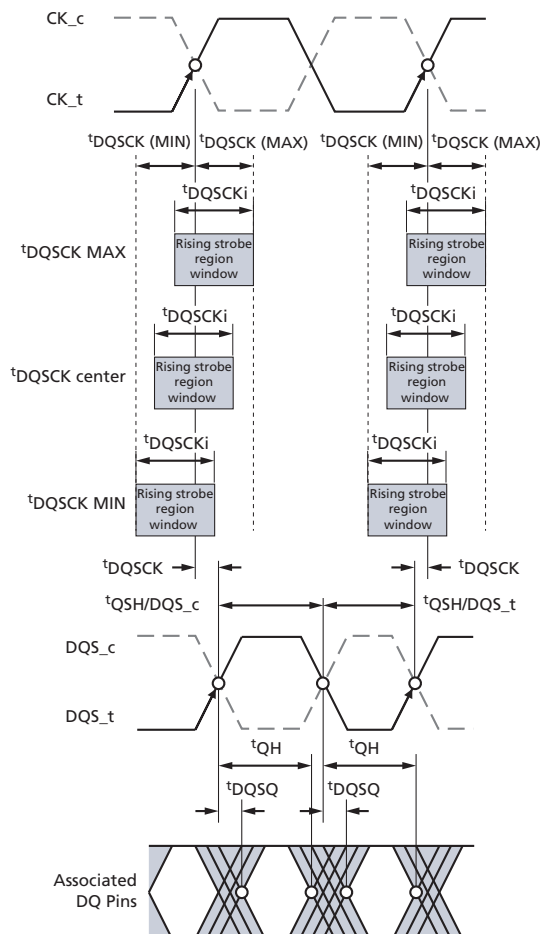 CK_c
CK_t
tDQSCK (MIN) tDQSCK (MAX) tDQSCK (MIN) tDQSCK (MAX)
tDQSCKi tDQSCKi
tDQSCK MAX
Rising strobe
region
window
Rising strobe
region
window
tDQSCKi tDQSCKi
tDQSCK center
Rising strobe
region
window
Rising strobe
region
window
tDQSCKi tDQSCKi
tDQSCK MIN
Rising strobe
region
window
Rising strobe
region
window
tDQSCK tDQSCK
tQSH/DQS_c tQSH/DQS_t
DQS_c
DQS_t
tQH tQH
tDQSQ tDQSQ
Associated
DQ Pins